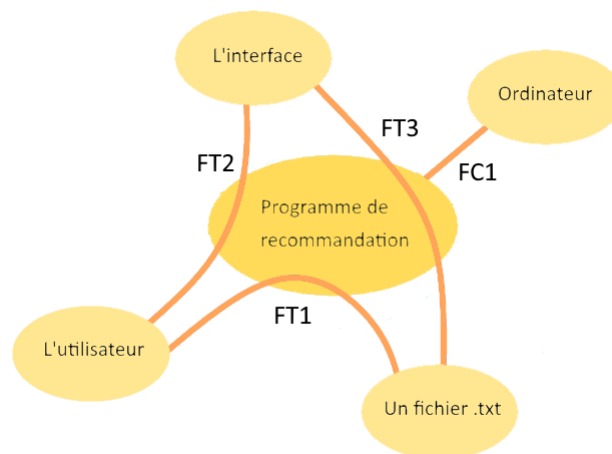 L'interface
Ordinateur
FT3
FT2
FC1
Programme de
recommandation
FT1
L'utilisateur
Un fichier .txt